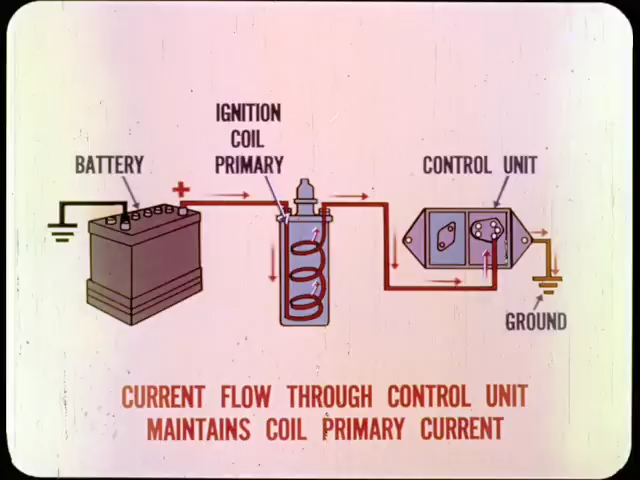 IGNITION
COIL
PRIMARY
BATTERY
+
CONTROL UNIT
GROUND
CURRENT FLOW THROUGH CONTROL UNIT
MAINTAINS COIL PRIMARY CURRENT